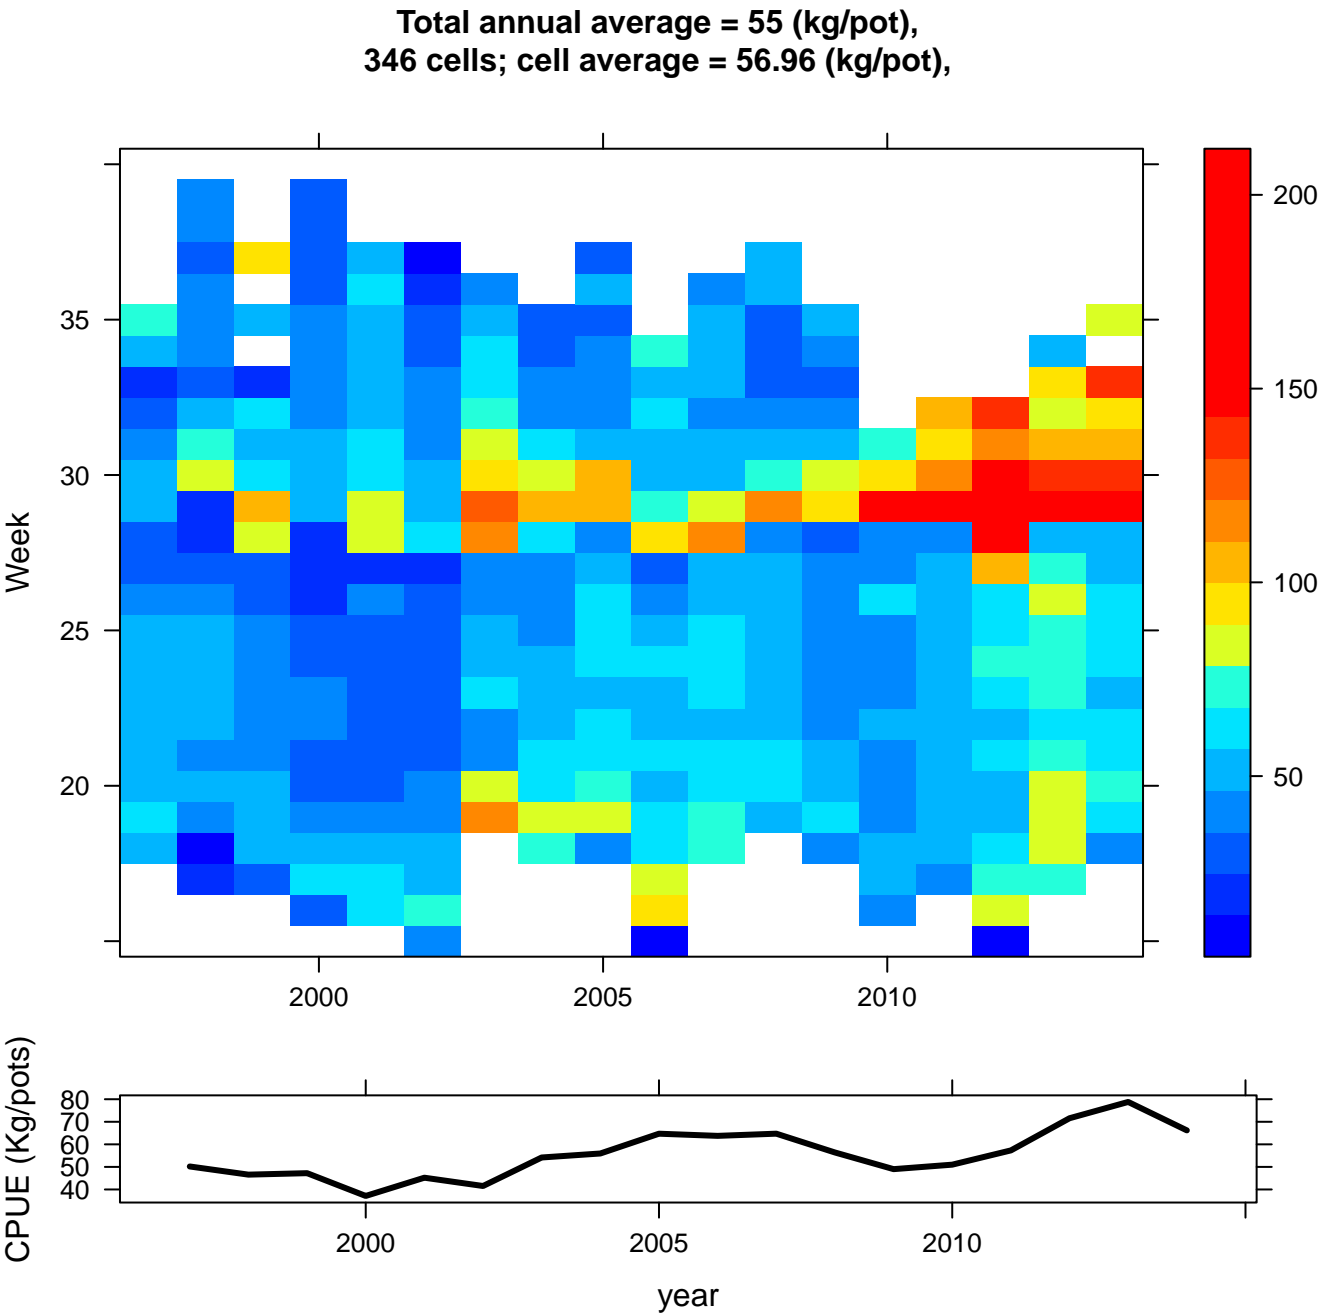 Total annual average = 55 (kg/pot),
346 cells; cell average = 56.96 (kg/pot),
Week
35
30
25
20
2000 2005 2010
200
150
100
50
CPUE (Kg/pots)
80
70
60
50
40
2000 2005 2010
year